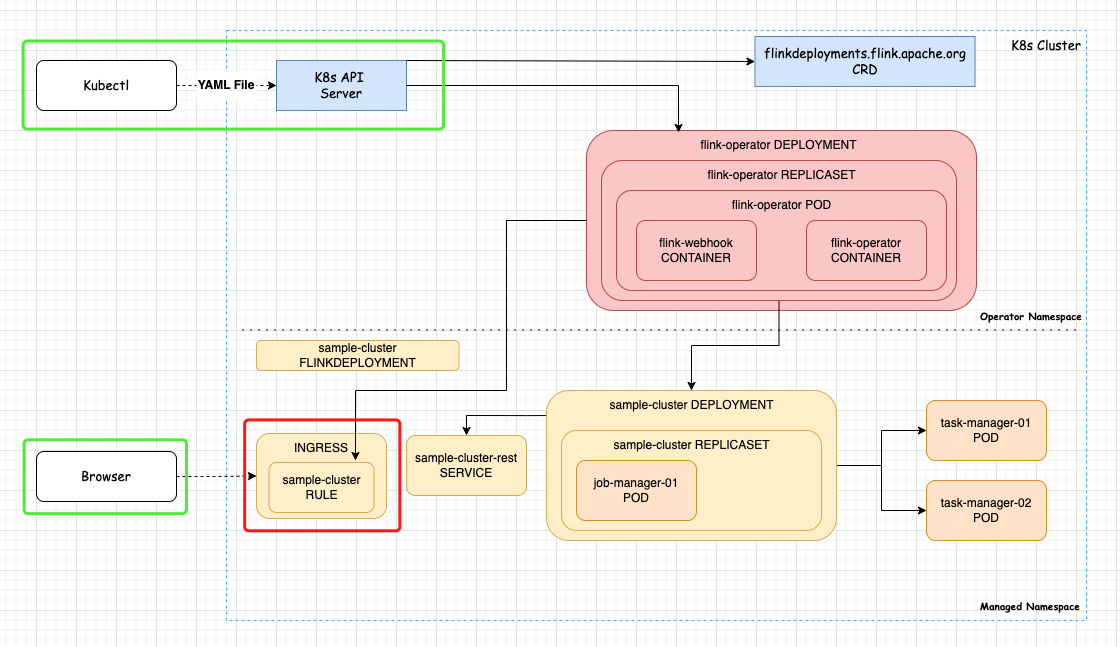 K8s Cluster
Kubectl
YAML File
K8s API
Server
flinkdeployments.flink.apache.org
CRD
flink-operator DEPLOYMENT
flink-operator REPLICASET
flink-operator POD
flink-webhook
CONTAINER
flink-operator
CONTAINER
Operator Namespace
sample-cluster
FLINKDEPLOYMENT
Browser
INGRESS
sample-cluster
RULE
sample-cluster-rest
SERVICE
sample-cluster DEPLOYMENT
sample-cluster REPLICASET
job-manager-01
POD
task-manager-01
POD
task-manager-02
POD
Managed Namespace